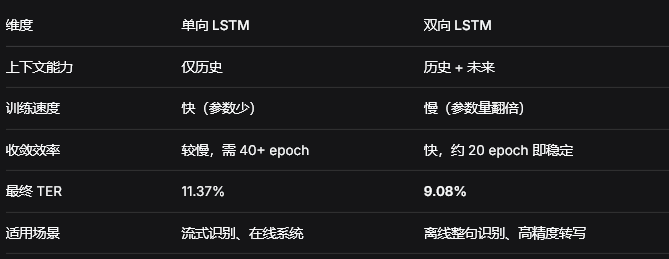 维度 单向 LSTM 双向 LSTM
上下文能力 仅历史 历史 + 未来
训练速度 快（参数少） 慢（参数量翻倍）
收敛效率 较慢，需 40+ epoch 快，约 20 epoch 即稳定
最终 TER 11.37% 9.08%
适用场景 流式识别、在线系统 离线整句识别、高精度转写